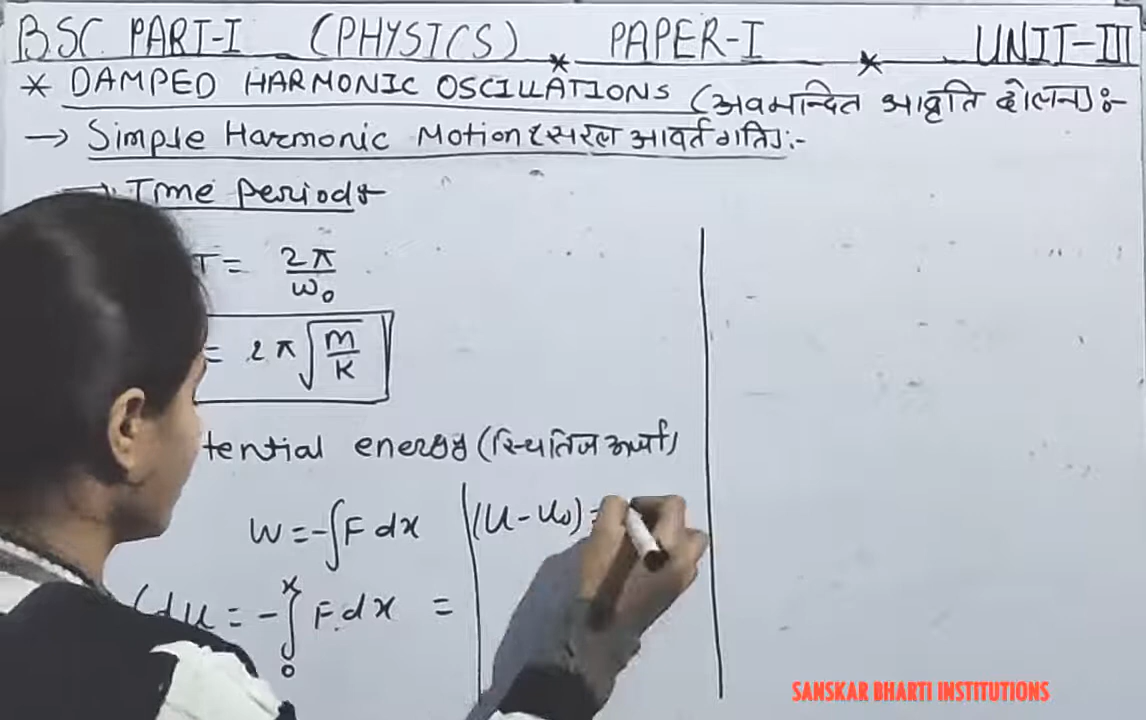 BSC PART-I (PHYSICS) * PAPER-I * UNIT-III
* DAMPED HARMONIC OSCILLATIONS (अवमन्दित आवृति दोलन):-
→ Simple Harmonic Motion (सरल आवर्त गति):-
→ Time Period
T = 2π/ω₀
= 2π√(m/K)
tential energy (स्थितिज ऊर्जा)
W = -∫F dx
∫du = -∫₀ˣ F.dx =
(U - U₀) =
SANSKAR BHARTI INSTITUTIONS